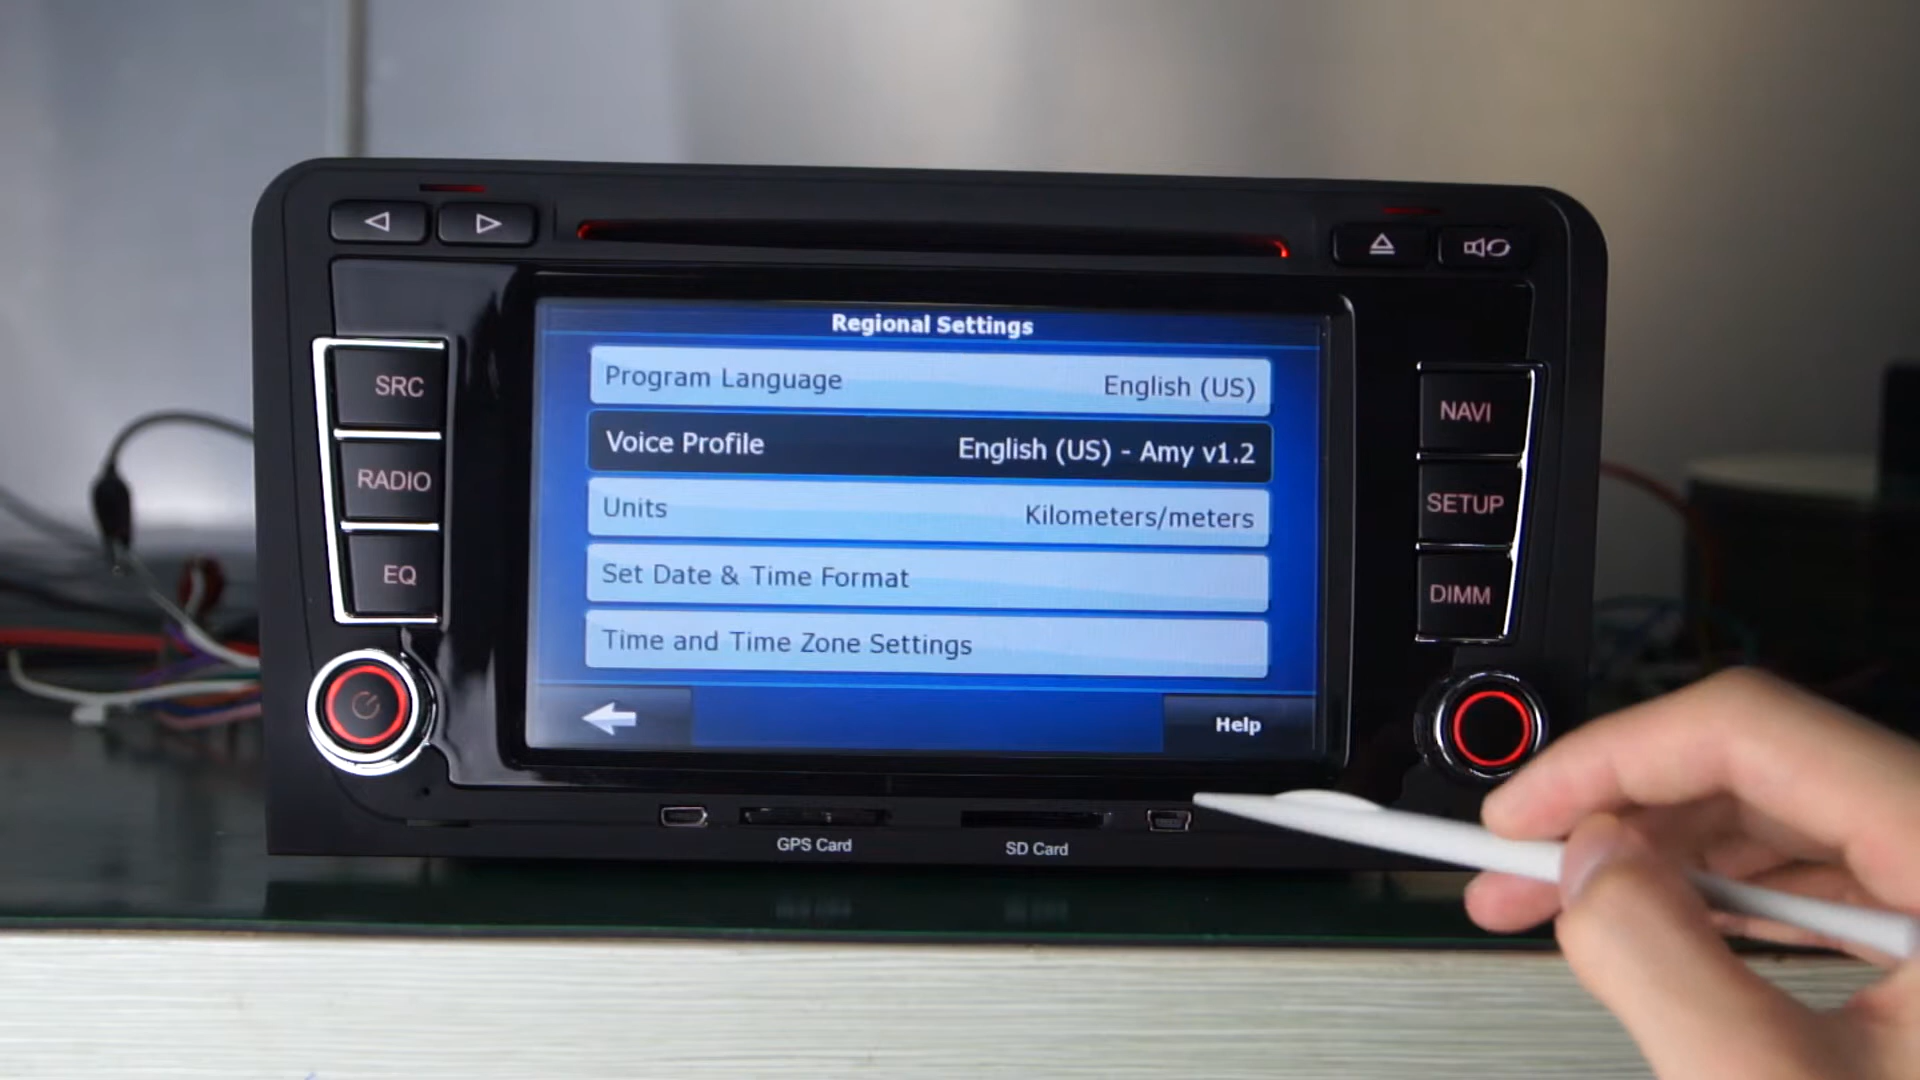 Regional Settings
Program Language English (US)
Voice Profile English (US) - Amy v1.2
Units Kilometers/meters
Set Date & Time Format
Time and Time Zone Settings
Help
SRC
RADIO
EQ
NAVI
SETUP
DIMM
GPS Card
SD Card